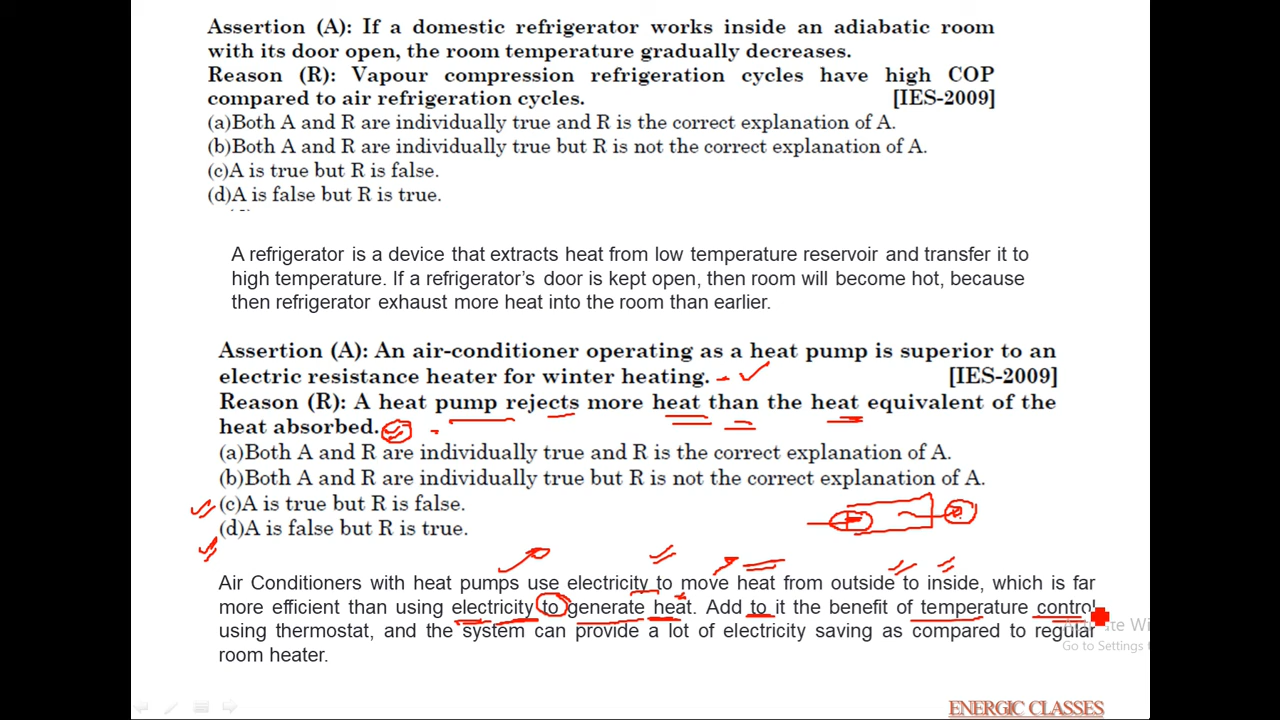 Assertion (A): If a domestic refrigerator works inside an adiabatic room
with its door open, the room temperature gradually decreases.
Reason (R): Vapour compression refrigeration cycles have high COP
compared to air refrigeration cycles. [IES-2009]
(a)Both A and R are individually true and R is the correct explanation of A.
(b)Both A and R are individually true but R is not the correct explanation of A.
(c)A is true but R is false.
(d)A is false but R is true.
A refrigerator is a device that extracts heat from low temperature reservoir and transfer it to
high temperature. If a refrigerator's door is kept open, then room will become hot, because
then refrigerator exhaust more heat into the room than earlier.
Assertion (A): An air-conditioner operating as a heat pump is superior to an
electric resistance heater for winter heating. [IES-2009]
Reason (R): A heat pump rejects more heat than the heat equivalent of the
heat absorbed.
(a)Both A and R are individually true and R is the correct explanation of A.
(b)Both A and R are individually true but R is not the correct explanation of A.
(c)A is true but R is false.
(d)A is false but R is true.
Air Conditioners with heat pumps use electricity to move heat from outside to inside, which is far
more efficient than using electricity to generate heat. Add to it the benefit of temperature control
using thermostat, and the system can provide a lot of electricity saving as compared to regular
room heater.
Go to Settings
ENERGIC CLASSES